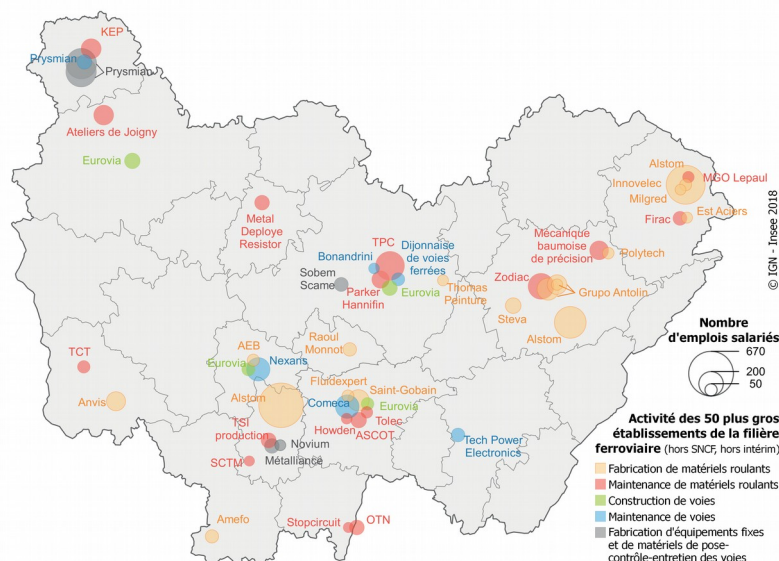 KEP
Prysmian
Prysmian
Ateliers de Joigny
Eurovia
Alstom
MGO Lepaul
Innovelec
Milgred
Est Aciers
Firac
Metal
Deploye
Resistor
TPC
Bonandrini
Dijonnaise
de voies
ferrées
Sobem
Scame
Parker
Hannifin
Eurovia
Thomas
Peinture
Mécanique
baumoise
de précision
Polytech
Zodiac
Grupo Antolin
Steva
Alstom
© IGN - Insee 2018
TCT
Anvis
AEB
Eurovia
Nexans
Raoul
Monnot
Alstom
Fluidexpert
Saint-Gobain
Comeca
Eurovia
Tolec
Howden
ASCOT
TSI
production
Novium
Métalliance
SCTM
Tech Power
Electronics
Amefo
Stopcircuit
OTN
Nombre
d'emplois salariés
670
200
50
Activité des 50 plus gros
établissements de la filière
ferroviaire (hors SNCF, hors intérim)
Fabrication de matériels roulants
Maintenance de matériels roulants
Construction de voies
Maintenance de voies
Fabrication d'équipements fixes
et de matériels de pose-
contrôle-entretien des voies